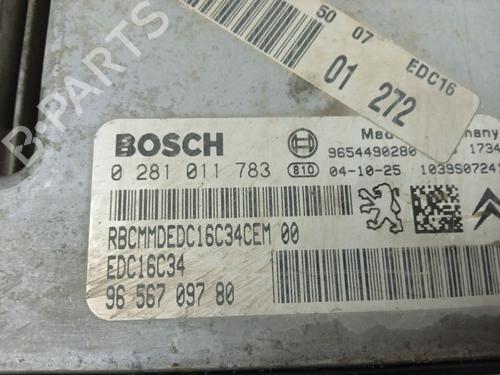 50 07 EDC16
01 272
BOSCH
0 281 011 783
9654490280
810 04-10-25
RBCMMDEDC16C34CEM 00
EDC16C34
96 567 097 80
B-PARTS